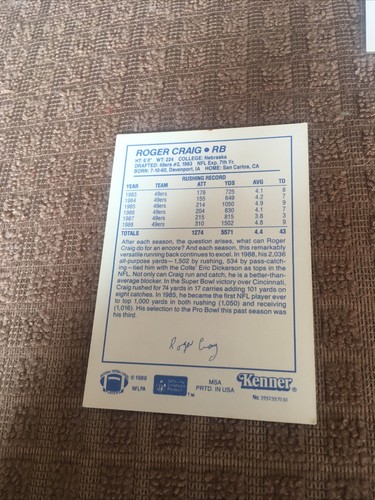 ROGER CRAIG • RB
HT: 6'0" WT: 224 COLLEGE: Nebraska
DRAFTED: 49ers #2, 1983 NFL Exp. 7th Yr.
BORN: 7-10-60, Davenport, IA HOME: San Carlos, CA
RUSHING RECORD
YEAR TEAM ATT YDS AVG TD
1983 49ers 176 725 4.1 8
1984 49ers 155 649 4.2 7
1985 49ers 214 1050 4.9 9
1986 49ers 204 830 4.1 7
1987 49ers 215 815 3.8 3
1988 49ers 310 1502 4.8 9
TOTALS 1274 5571 4.4 43
After each season, the question arises, what can Roger
Craig do for an encore? And each season, this remarkably
versatile running back continues to excel. In 1988, his 2,036
all-purpose yards—1,502 by rushing, 534 by pass-catch-
ing—tied him with the Colts' Eric Dickerson as tops in the
NFL. Not only can Craig run and catch, he is a better-than-
average blocker. In the Super Bowl victory over Cincinnati,
Craig rushed for 74 yards in 17 carries adding 101 yards on
eight catches. In 1985, he became the first NFL player ever
to top 1,000 yards in both rushing (1,050) and receiving
(1,016). His selection to the Pro Bowl this past season was
his third.
Roger Craig
© 1989
NFLPA
TM
MSA
PRTD. IN USA
Kenner